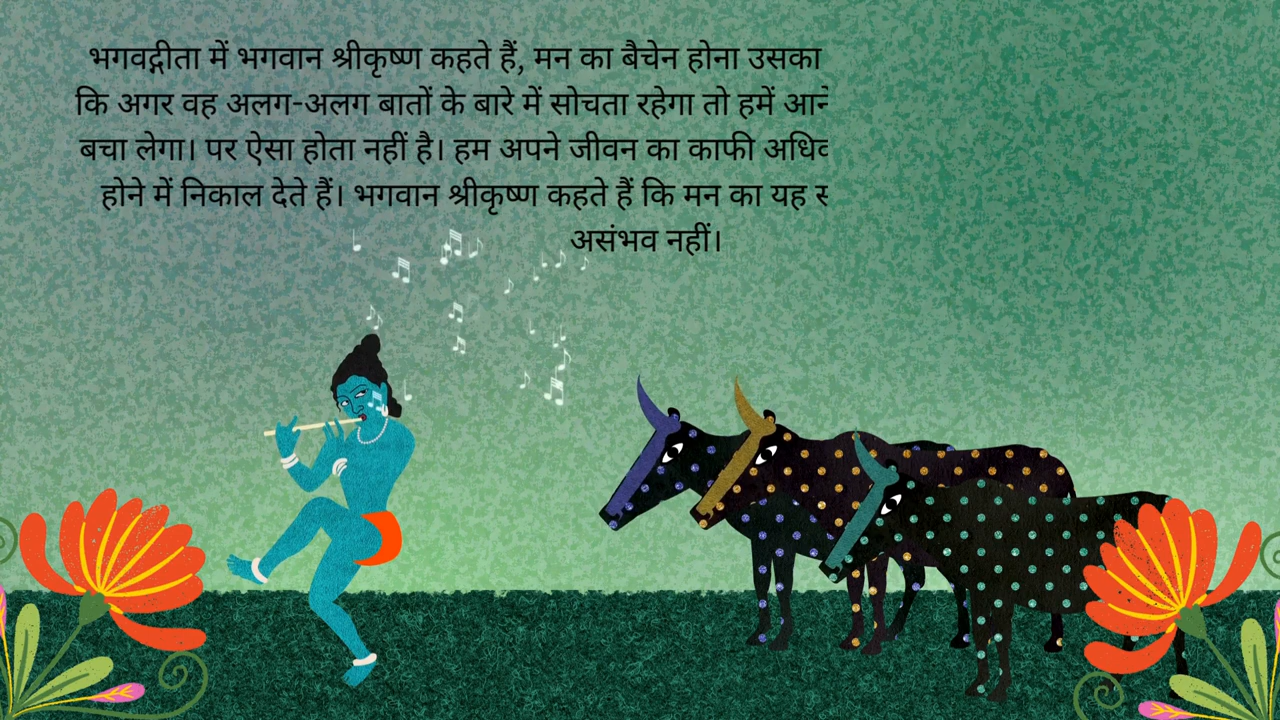 भगवद्गीता में भगवान श्रीकृष्ण कहते हैं, मन का बैचेन होना उसका
कि अगर वह अलग-अलग बातों के बारे में सोचता रहेगा तो हमें
बचा लेगा। पर ऐसा होता नहीं है। हम अपने जीवन का काफी
होने में निकाल देते हैं। भगवान श्रीकृष्ण कहते हैं कि मन का यह
असंभव नहीं।